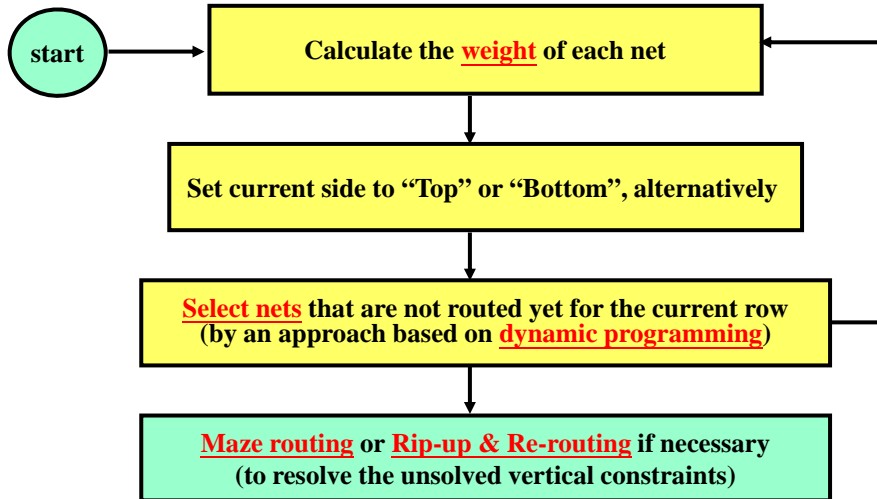 start
Calculate the weight of each net
Set current side to “Top” or “Bottom”, alternatively
Select nets that are not routed yet for the current row
(by an approach based on dynamic programming)
Maze routing or Rip-up & Re-routing if necessary
(to resolve the unsolved vertical constraints)